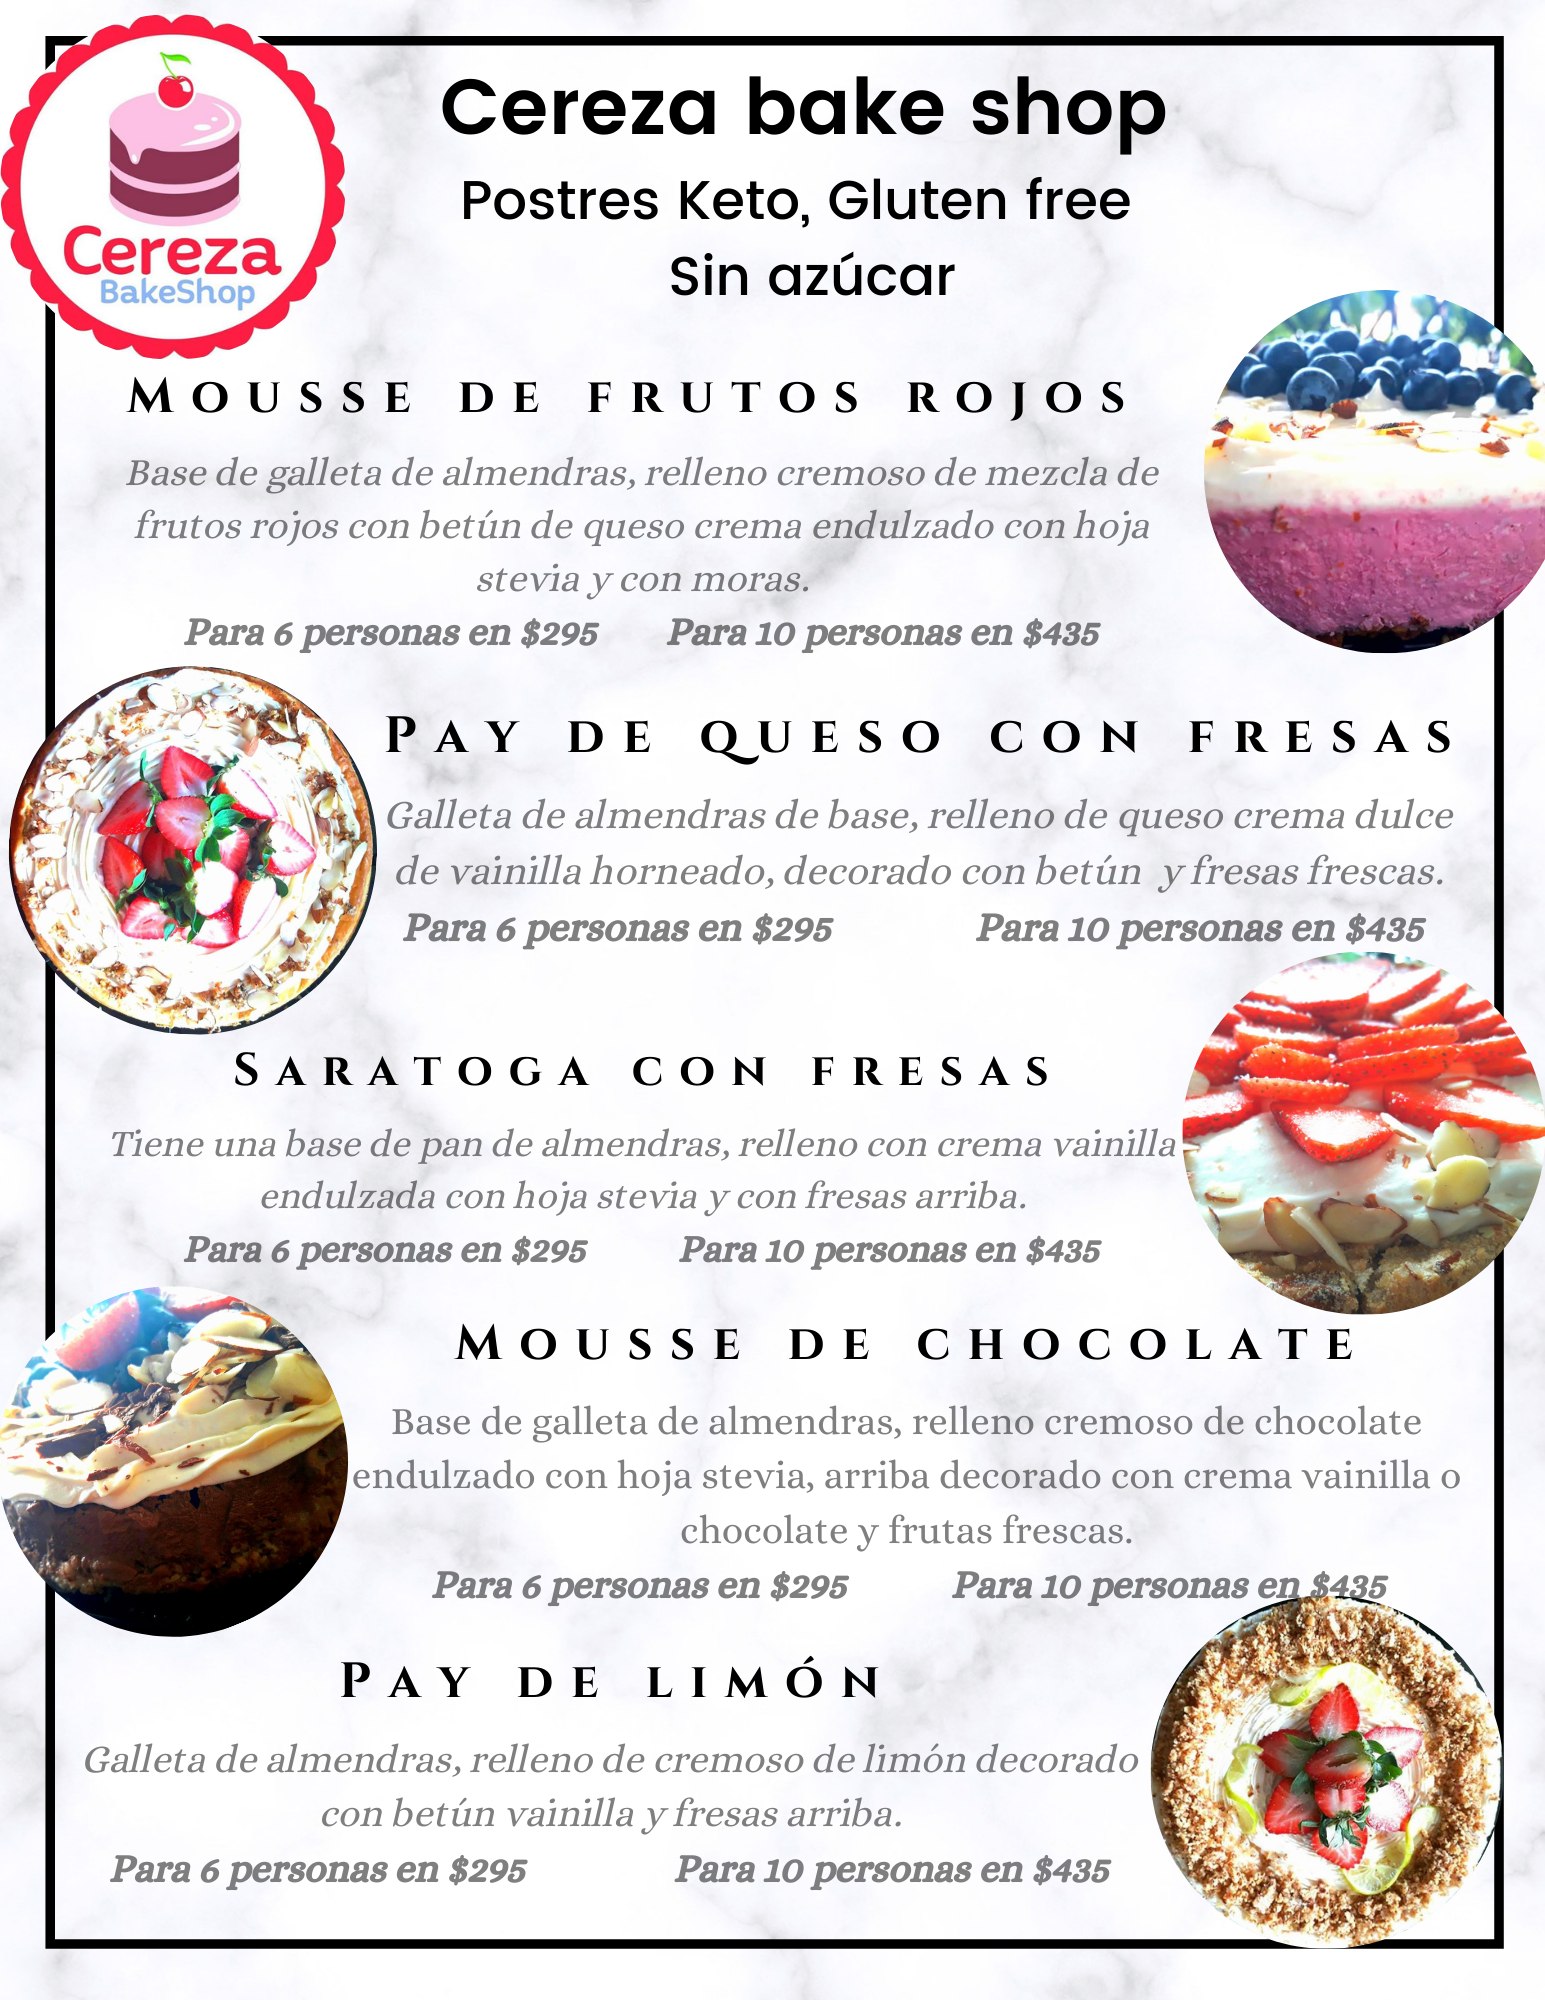 Cereza
BakeShop
Cereza bake shop
Postres Keto, Gluten free
Sin azúcar
Mousse de frutos rojos
Base de galleta de almendras, relleno cremoso de mezcla de
frutos rojos con betún de queso crema endulzado con hoja
stevia y con moras.
Para 6 personas en $295 Para 10 personas en $435
Pay de queso con fresas
Galleta de almendras de base, relleno de queso crema dulce
de vainilla horneado, decorado con betún y fresas frescas.
Para 6 personas en $295 Para 10 personas en $435
Saratoga con fresas
Tiene una base de pan de almendras, relleno con crema vainilla
endulzada con hoja stevia y con fresas arriba.
Para 6 personas en $295 Para 10 personas en $435
Mousse de chocolate
Base de galleta de almendras, relleno cremoso de chocolate
endulzado con hoja stevia, arriba decorado con crema vainilla o
chocolate y frutas frescas.
Para 6 personas en $295 Para 10 personas en $435
Pay de limón
Galleta de almendras, relleno de cremoso de limón decorado
con betún vainilla y fresas arriba.
Para 6 personas en $295 Para 10 personas en $435